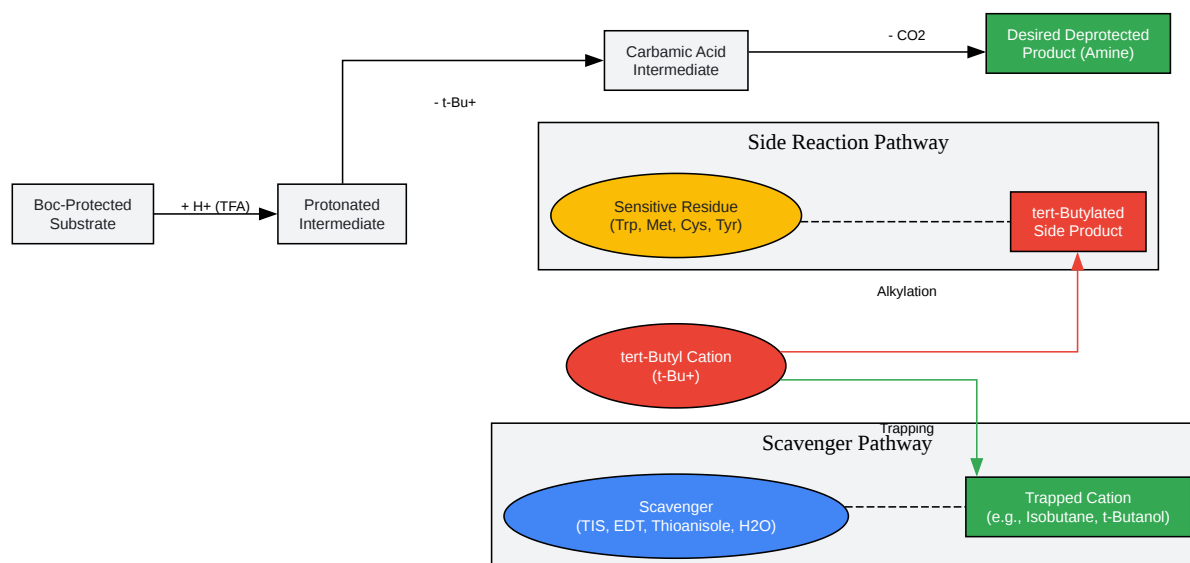 - CO2
Desired Deprotected
Product (Amine)
Carbamic Acid
Intermediate
- t-Bu+
Side Reaction Pathway
Boc-Protected
Substrate
+ H+ (TFA)
Protonated
Intermediate
Sensitive Residue
(Trp, Met, Cys, Tyr)
tert-Butylated
Side Product
Alkylation
tert-Butyl Cation
(t-Bu+)
Trapping
Scavenger Pathway
Scavenger
(TIS, EDT, Thioanisole, H2O)
Trapped Cation
(e.g., Isobutane, t-Butanol)